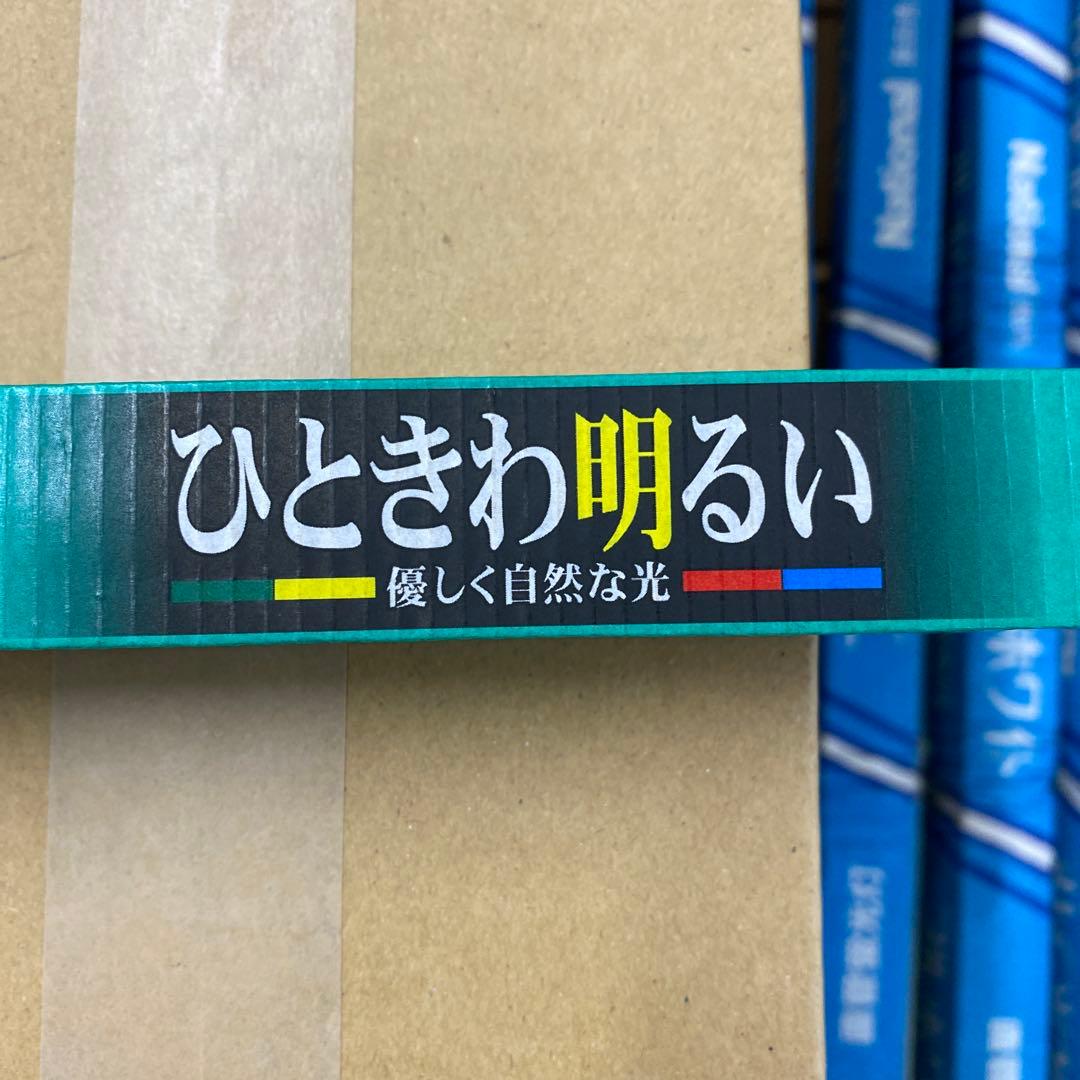 ひときわ明るい
優しく自然な光
National
National
ホワイト